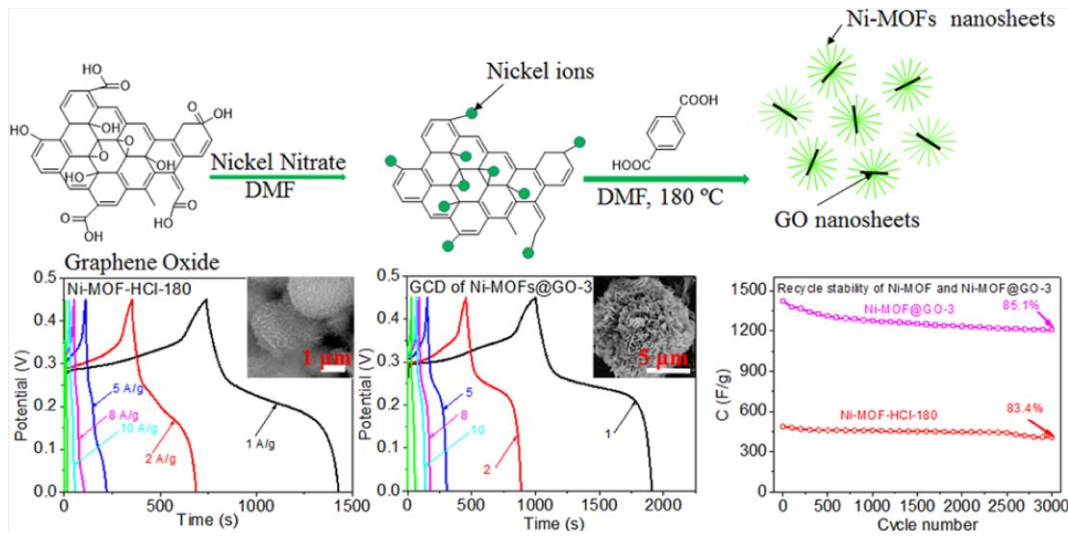 Ni-MOFs nanosheets
Nickel ions
HO
O
O
OH
HO
OH
OH
O
O
OH
HO
O
HO
O
OH
OH
O
Nickel Nitrate
DMF
COOH
HOOC
DMF, 180 ºC
GO nanosheets
Graphene Oxide
Ni-MOF-HCl-180
0.5
0.4
0.3
0.2
0.1
0.0
Potential (V)
1 μm
5 A/g
8 A/g
10 A/g
2 A/g
1 A/g
0 500 1000 1500
Time (s)
GCD of Ni-MOFs@GO-3
0.5
0.4
0.3
0.2
0.1
0.0
Potential (V)
5 μm
5
8
10
2
1
0 500 1000 1500 2000
Time (s)
Recycle stability of Ni-MOF and Ni-MOF@GO-3
1500
1200
900
600
300
0
C (F/g)
Ni-MOF@GO-3
85.1%
Ni-MOF-HCl-180
83.4%
0 500 1000 1500 2000 2500 3000
Cycle number